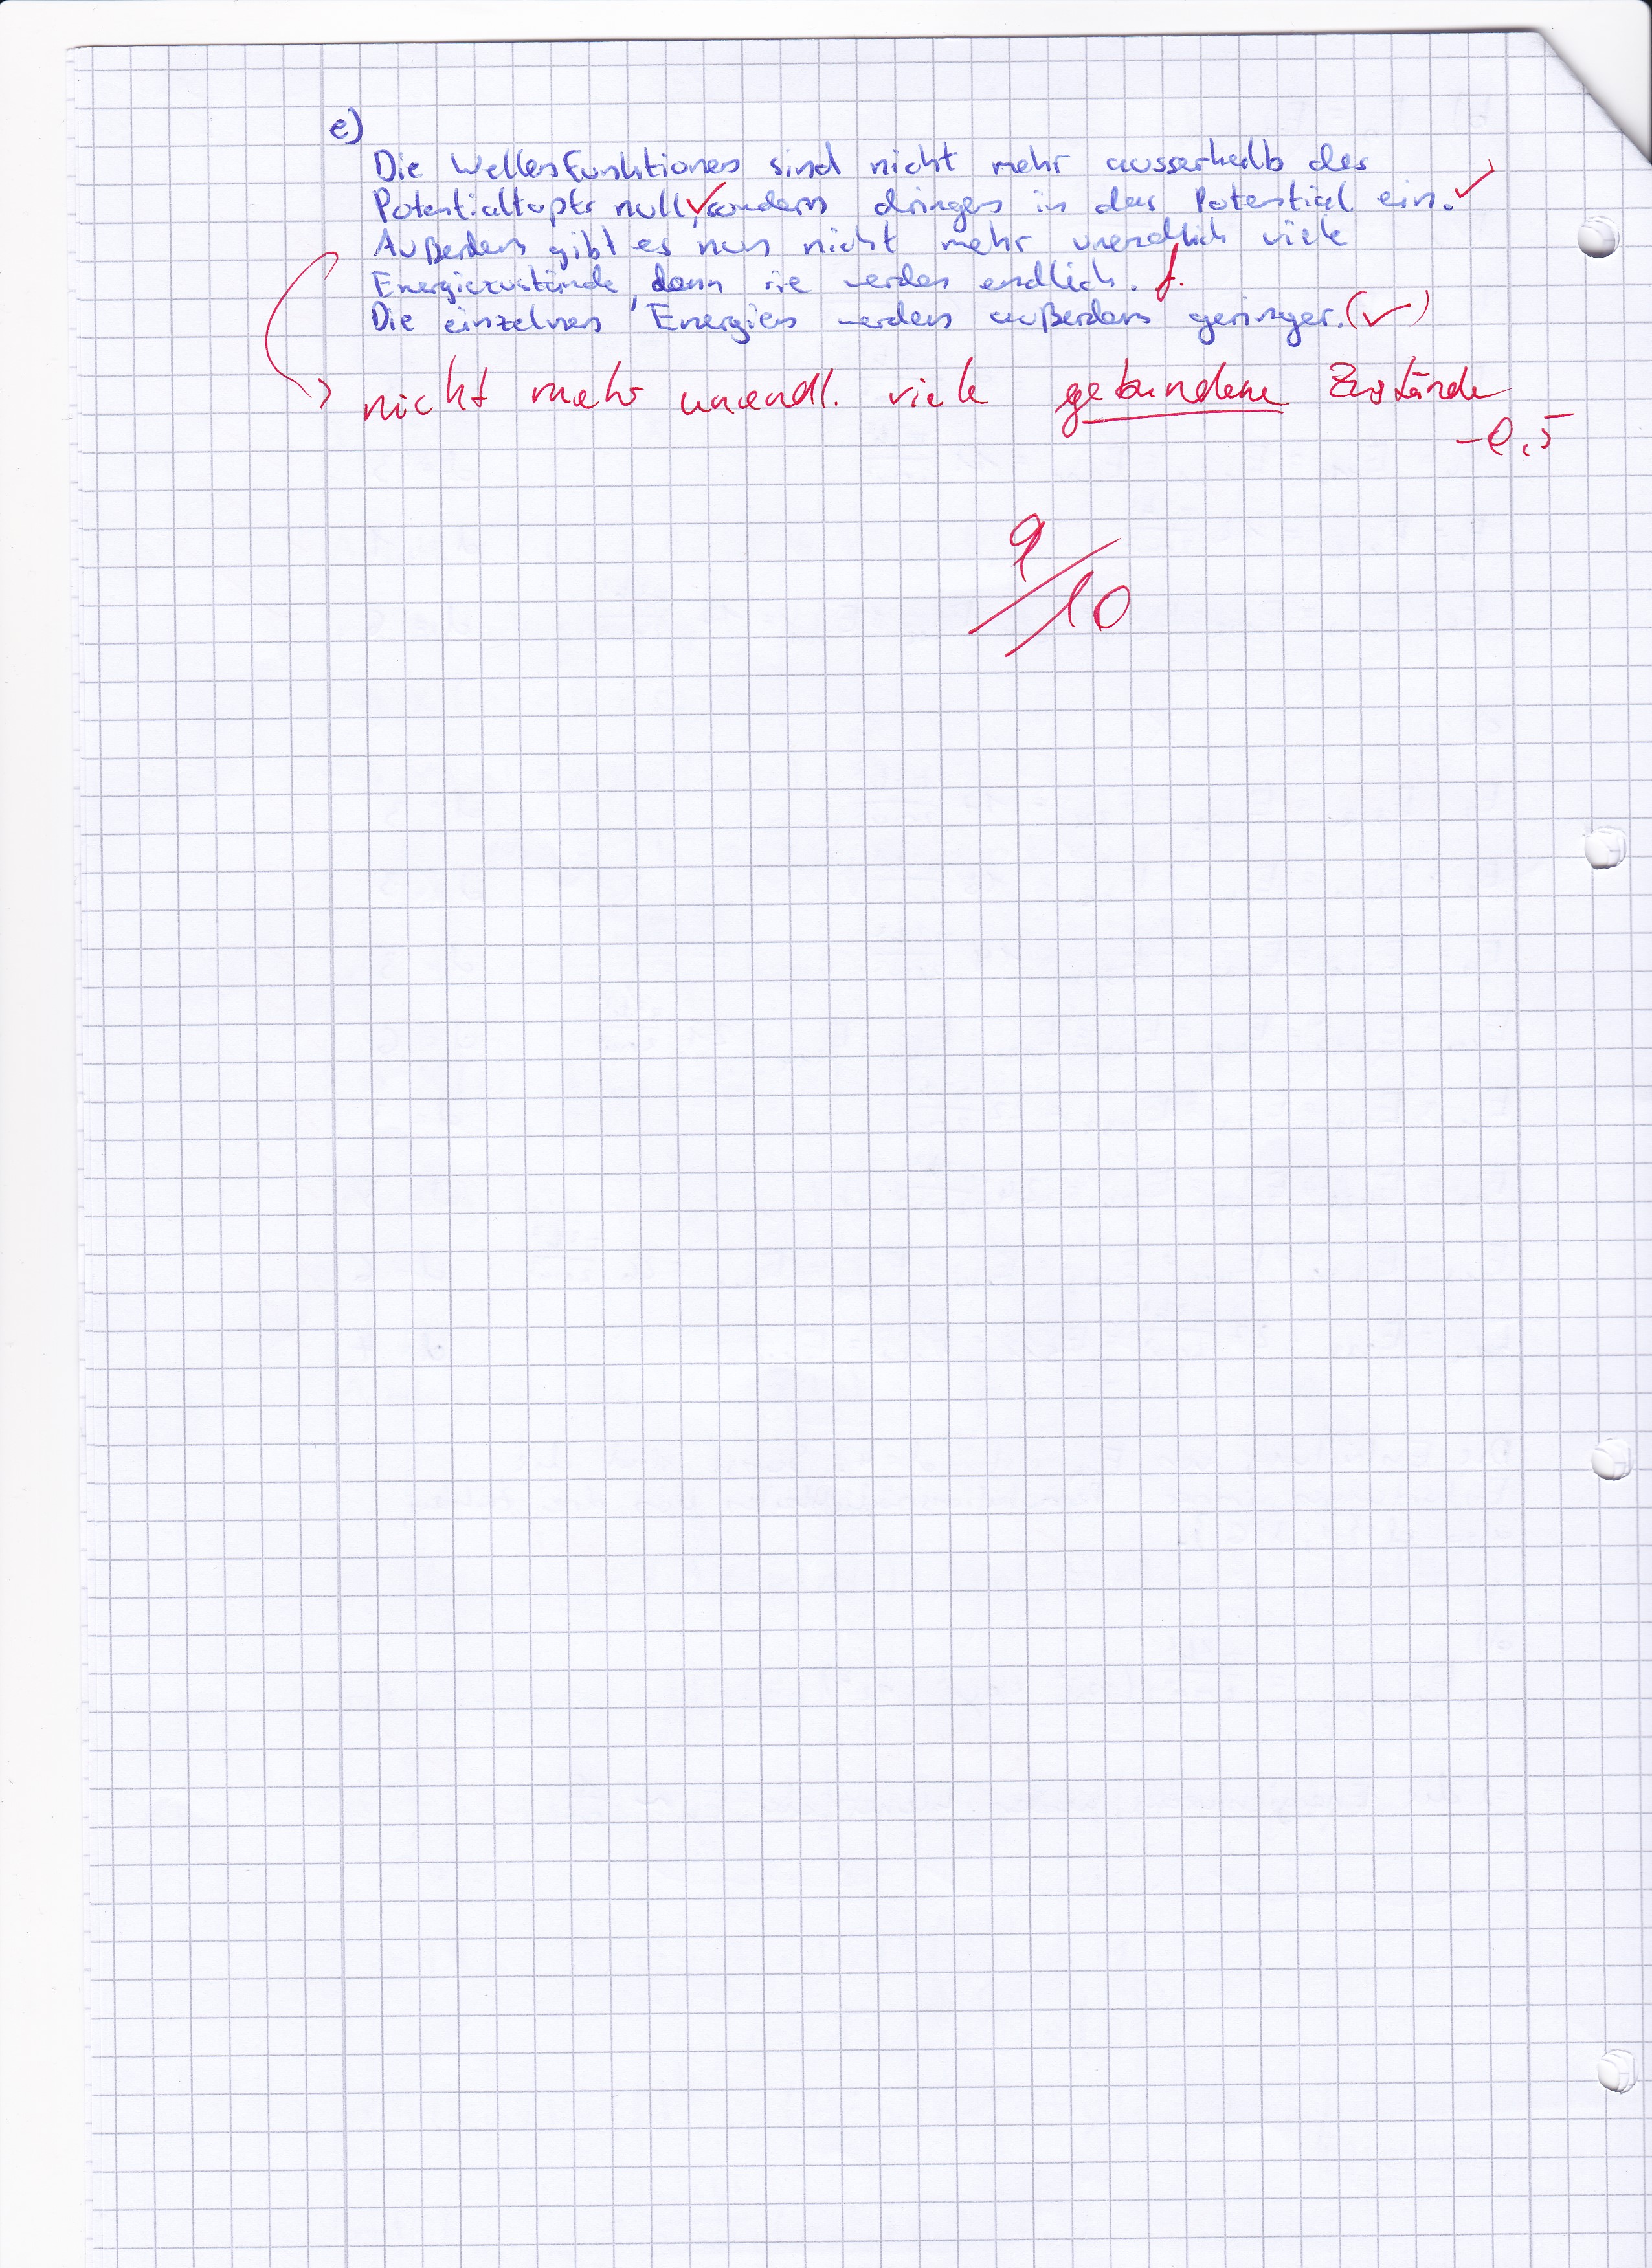 e)
Die Wellenfunktionen sind nicht mehr ausserhalb des
Potentialtopfs null, sondern dringen in das Potential ein.
Außerdem gibt es nun nicht mehr unendlich viele
Energiezustände, denn sie werden endlich. f.
Die einzelnen Energien werden außerdem geringer. (✓)
nicht mehr unendl. viele gebundene Zustände
-0,5
9/10